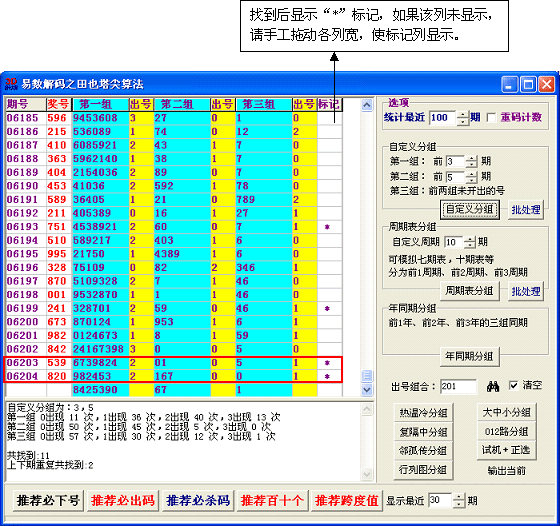 找到后显示“*”标记，如果该列未显示，
请手工拖动各列宽，使标记列显示。
易数解码之田也塔尖算法
期号 奖号 第一组 出号 第二组 出号 第三组 出号 标记
06185 596 9453608 3 27 0 1 0
06186 215 536089 1 74 0 12 2
06187 410 6085921 2 43 1 7 0
06188 363 5962140 1 38 1 7 0
06189 404 2154036 2 89 0 7 0
06190 453 41036 2 592 1 78 0
06191 589 36405 1 21 0 789 2
06192 211 405389 0 16 1 27 1
06193 751 4538921 2 60 0 7 1 *
06194 510 589217 2 403 1 6 0
06195 995 21750 1 4389 1 6 0
06196 328 75109 0 82 2 346 1
06197 870 5109328 2 7 1 46 0
06198 001 9532870 1 1 1 46 0
06199 241 328701 2 59 0 46 1 *
06200 673 870124 1 953 1 6 1
06201 982 0124673 1 8 1 59 1
06202 842 24167398 3 0 0 5 0
06203 539 6739824 2 01 0 5 1 *
06204 820 982453 2 167 0 0 1 *
8425390 67 1
自定义分组为：3，5
第一组 0出现 11 次，1出现 36 次，2出现 40 次，3出现 13 次
第二组 0出现 50 次，1出现 45 次，2出现 5 次，3出现 0 次
第三组 0出现 57 次，1出现 30 次，2出现 12 次，3出现 1 次
共找到:11
上下期重复共找到:2
选项
统计最近 100 期 重码计数
自定义分组
第一组： 前 3 期
第二组： 前 5 期
第三组：前两组未开出的号
自定义分组 批处理
周期表分组
自定义周期 10 期
可模拟七期表，十期表等
分为前1周期、前2周期、前3周期
周期表分组 批处理
年同期分组
前1年、前2年、前3年的三组同期
年同期分组
出号组合： 201 清空
热温冷分组 大中小分组
复隔中分组 012路分组
邻孤传分组 试机＋正选
行列图分组 输出当前
推荐必下号 推荐必出码 推荐必杀码 推荐百十个 推荐跨度值 显示最近 30 期